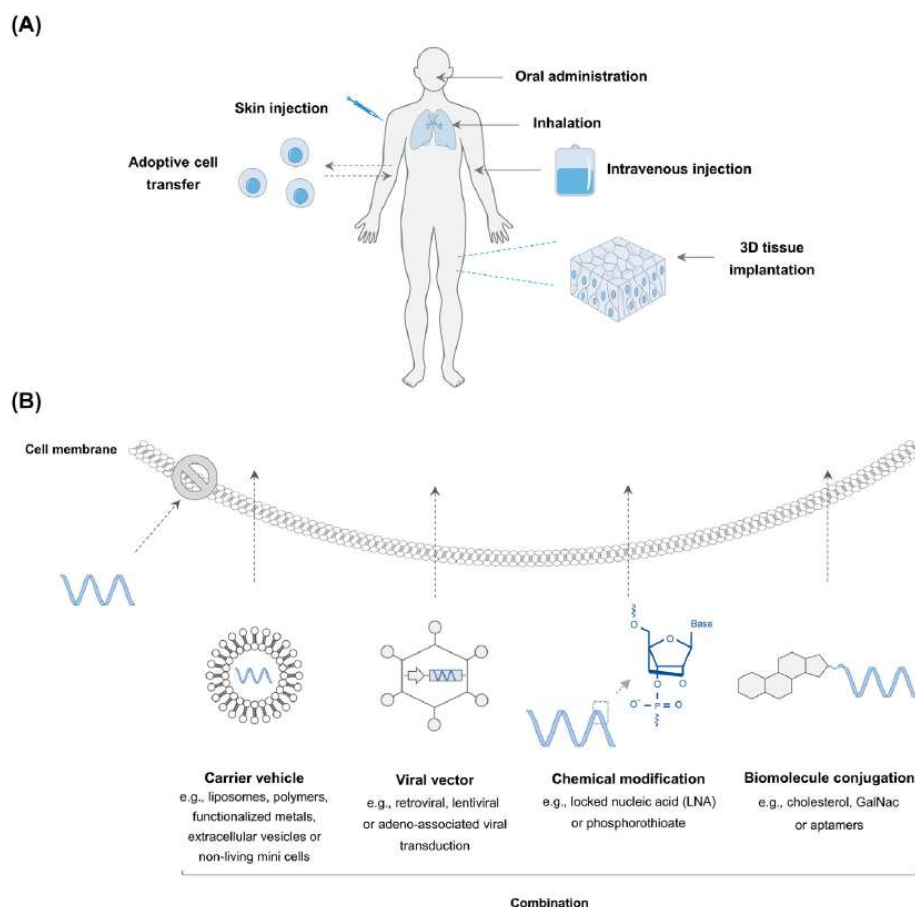 (A)
Oral administration
Skin injection
Inhalation
Adoptive cell
transfer
Intravenous injection
3D tissue
implantation
(B)
Cell membrane
Base
O
O
O
O
O⁻
P
O
Carrier vehicle
e.g., liposomes, polymers,
functionalized metals,
extracellular vesicles or
non-living mini cells
Viral vector
e.g., retroviral, lentiviral
or adeno-associated viral
transduction
Chemical modification
e.g., locked nucleic acid (LNA)
or phosphorothioate
Biomolecule conjugation
e.g., cholesterol, GalNac
or aptamers
Combination